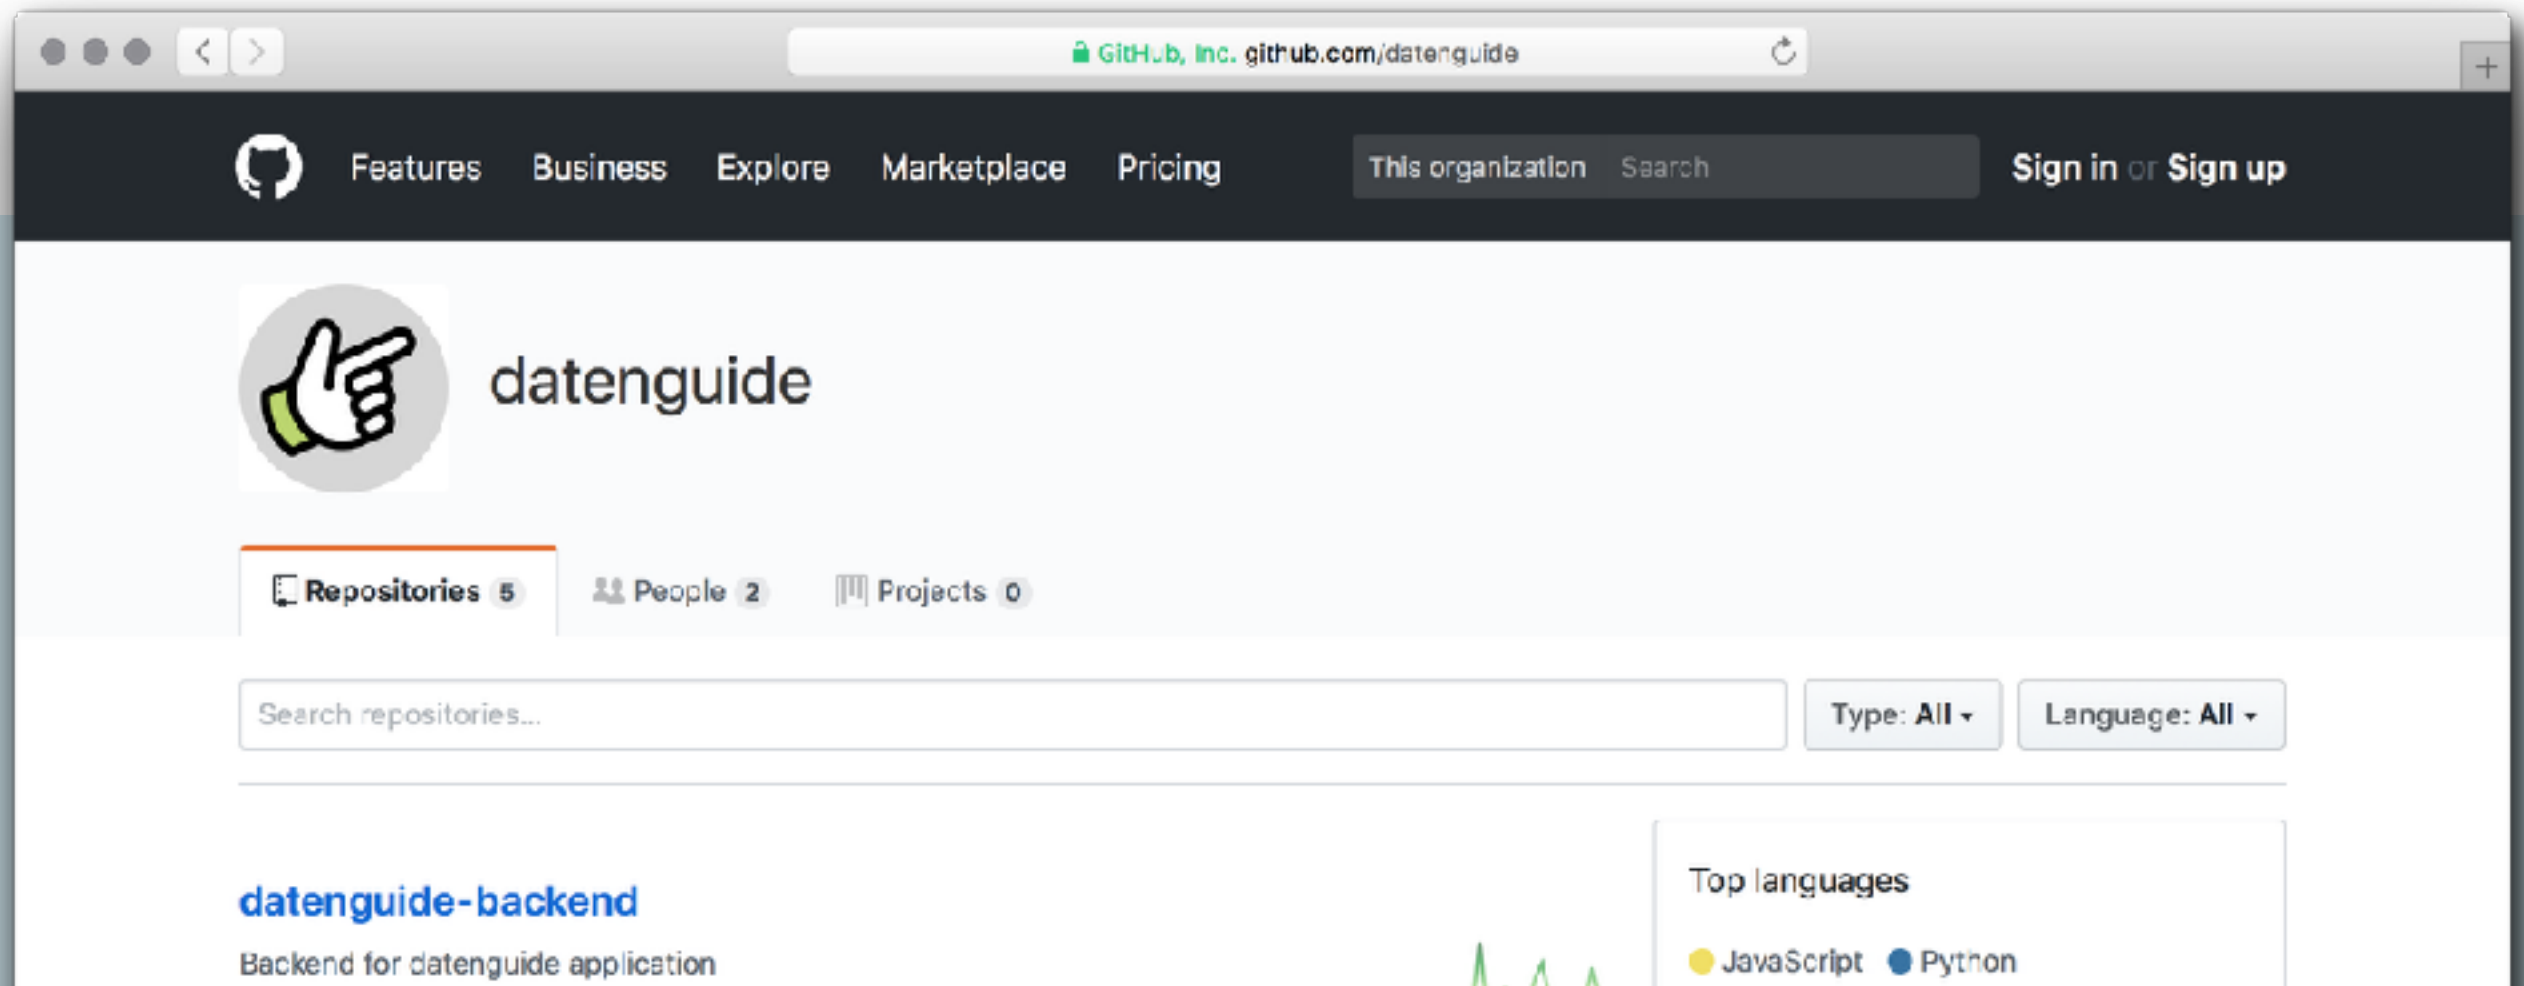 GitHub, Inc. github.com/datenguide
Features Business Explore Marketplace Pricing This organization Search Sign in or Sign up
datenguide
Repositories 5 People 2 Projects 0
Search repositories... Type: All Language: All
datenguide-backend
Backend for datenguide application
Top languages
JavaScript Python